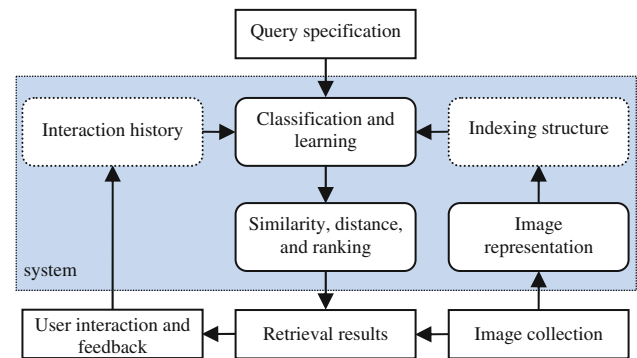 Query specification
Interaction history
Classification and
learning
Indexing structure
Similarity, distance,
and ranking
Image
representation
system
User interaction and
feedback
Retrieval results
Image collection